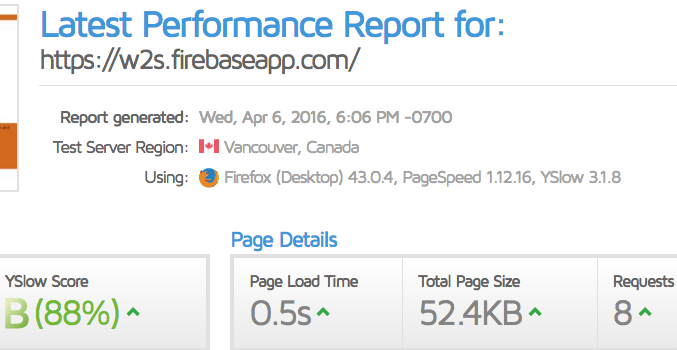 Latest Performance Report for:
https://w2s.firebaseapp.com/
Report generated: Wed, Apr 6, 2016, 6:06 PM -0700
Test Server Region: Vancouver, Canada
Using: Firefox (Desktop) 43.0.4, PageSpeed 1.12.16, YSlow 3.1.8
Page Details
YSlow Score
B (88%)
Page Load Time
0.5s
Total Page Size
52.4KB
Requests
8